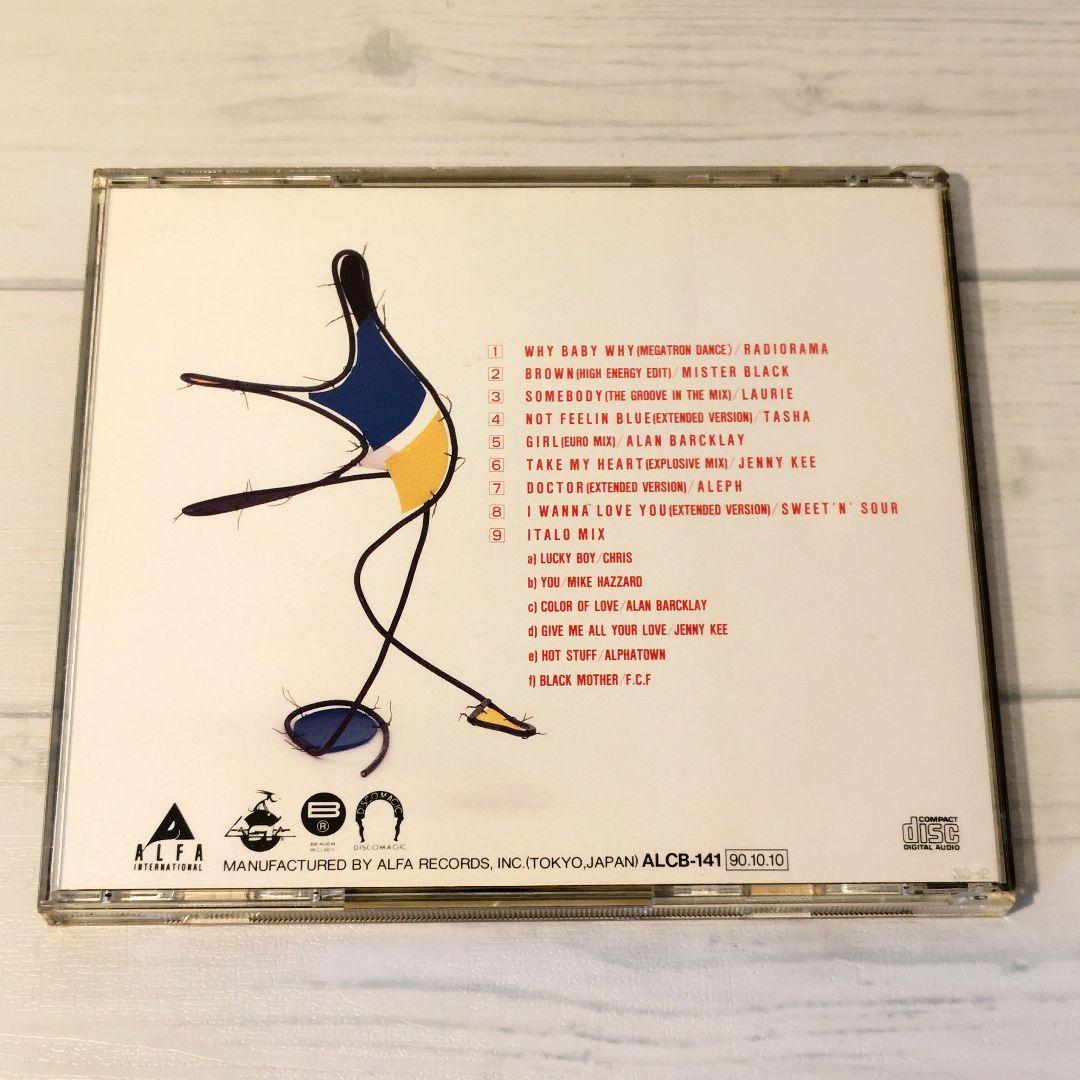 1 WHY BABY WHY(MEGATRON DANCE)/RADIORAMA
2 BROWN(HIGH ENERGY EDIT)/MISTER BLACK
3 SOMEBODY(THE GROOVE IN THE MIX)/LAURIE
4 NOT FEELIN BLUE(EXTENDED VERSION)/TASHA
5 GIRL(EURO MIX)/ALAN BARCKLAY
6 TAKE MY HEART(EXPLOSIVE MIX)/JENNY KEE
7 DOCTOR(EXTENDED VERSION)/ALEPH
8 I WANNA LOVE YOU(EXTENDED VERSION)/SWEET'N' SOUR
9 ITALO MIX
a) LUCKY BOY/CHRIS
b) YOU/MIKE HAZZARD
c) COLOR OF LOVE/ALAN BARCKLAY
d) GIVE ME ALL YOUR LOVE/JENNY KEE
e) HOT STUFF/ALPHATOWN
f) BLACK MOTHER/F.C.F
ALFA
INTERNATIONAL
B
®
BEAVER
RECORDS
DISCOMAGIC
DISCOMAGIC
COMPACT
disc
DIGITAL AUDIO
MANUFACTURED BY ALFA RECORDS, INC.(TOKYO,JAPAN) ALCB-141 90.10.10